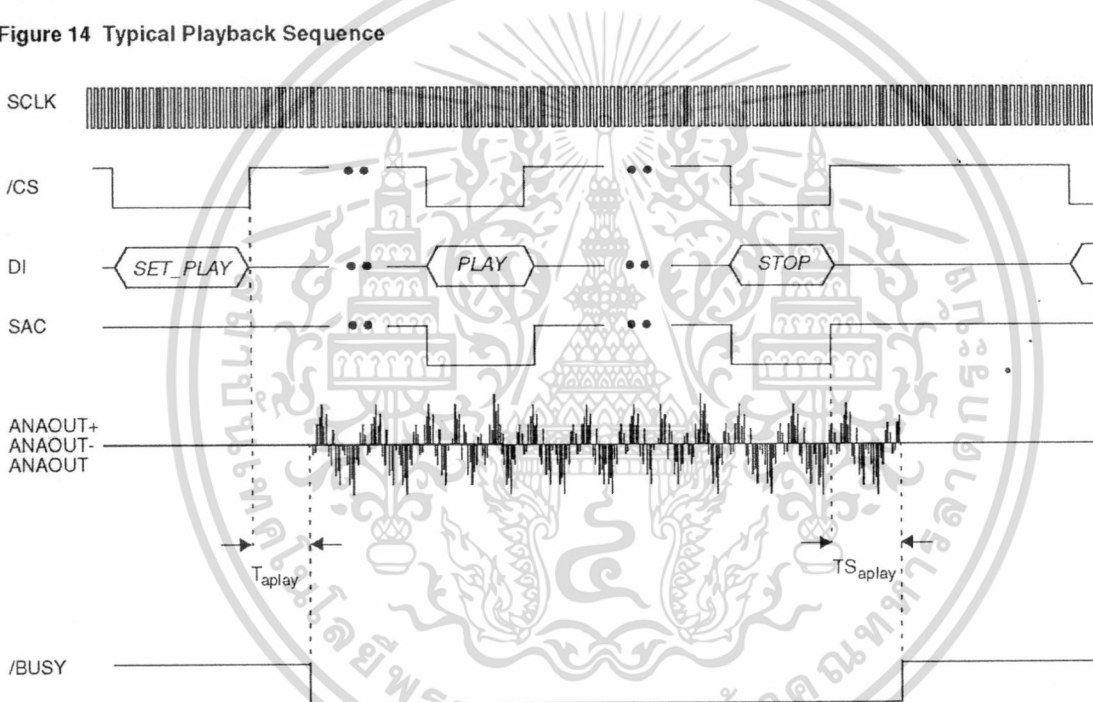 Figure 14 Typical Playback Sequence
SCLK
/CS
DI
SET_PLAY
PLAY
STOP
SAC
ANAOUT+
ANAOUT-
ANAOUT
Taplay
TSaplay
/BUSY